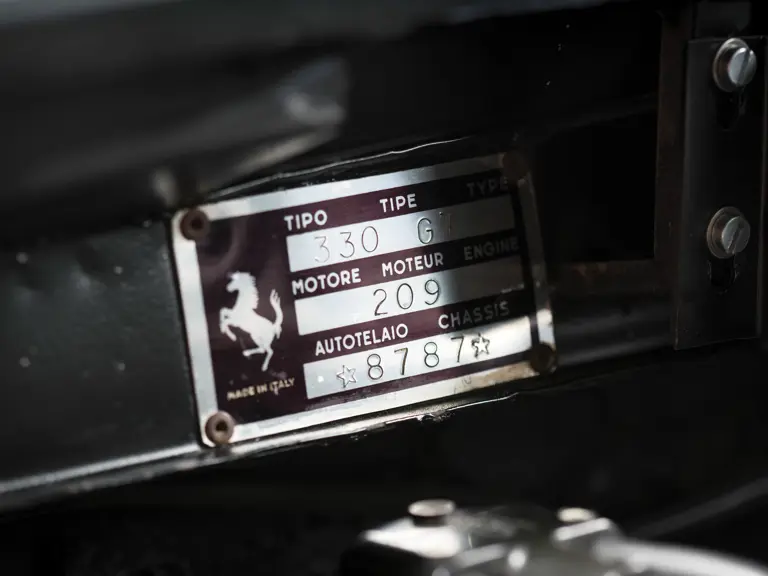 TIPO TIPE TYPE
330 GT
MOTORE MOTEUR ENGINE
209
AUTOTELAIO CHASSIS
☆8787☆
MADE IN ITALY